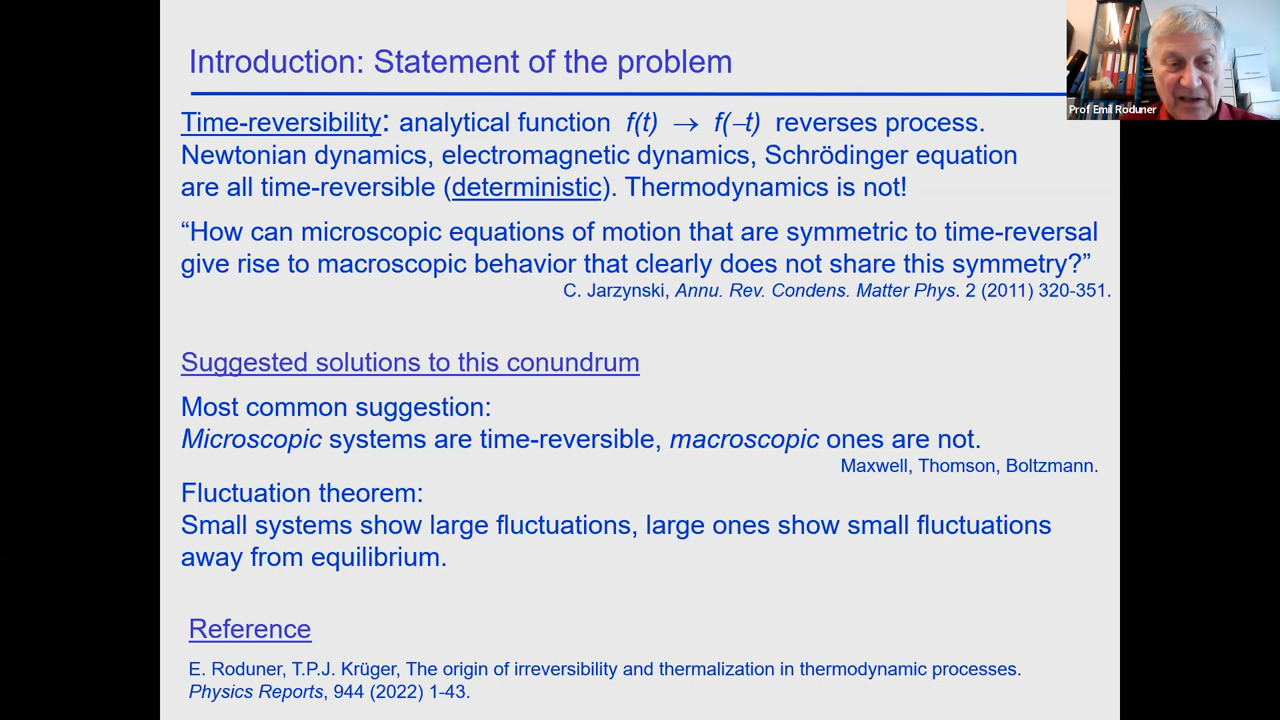 Introduction: Statement of the problem
Prof Emil Roduner
Time-reversibility: analytical function f(t) → f(–t) reverses process.
Newtonian dynamics, electromagnetic dynamics, Schrödinger equation
are all time-reversible (deterministic). Thermodynamics is not!
“How can microscopic equations of motion that are symmetric to time-reversal
give rise to macroscopic behavior that clearly does not share this symmetry?”
C. Jarzynski, Annu. Rev. Condens. Matter Phys. 2 (2011) 320-351.
Suggested solutions to this conundrum
Most common suggestion:
Microscopic systems are time-reversible, macroscopic ones are not.
Maxwell, Thomson, Boltzmann.
Fluctuation theorem:
Small systems show large fluctuations, large ones show small fluctuations
away from equilibrium.
Reference
E. Roduner, T.P.J. Krüger, The origin of irreversibility and thermalization in thermodynamic processes.
Physics Reports, 944 (2022) 1-43.